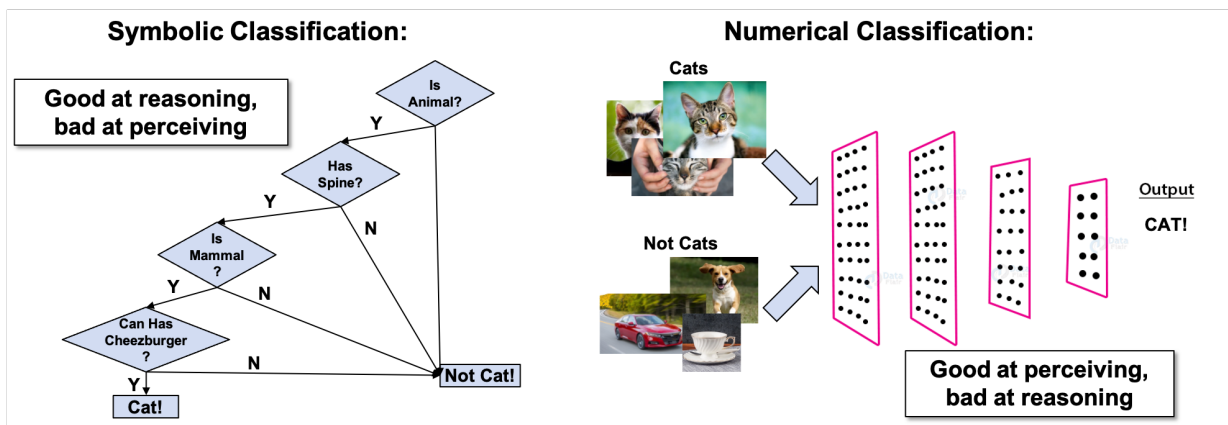 Symbolic Classification:
Good at reasoning,
bad at perceiving
Is
Animal?
Y
Has
Spine?
Y
N
Is
Mammal
?
Y
N
Can Has
Cheezburger
?
N
Y
Not Cat!
Cat!
Numerical Classification:
Cats
Not Cats
Output
CAT!
Good at perceiving,
bad at reasoning